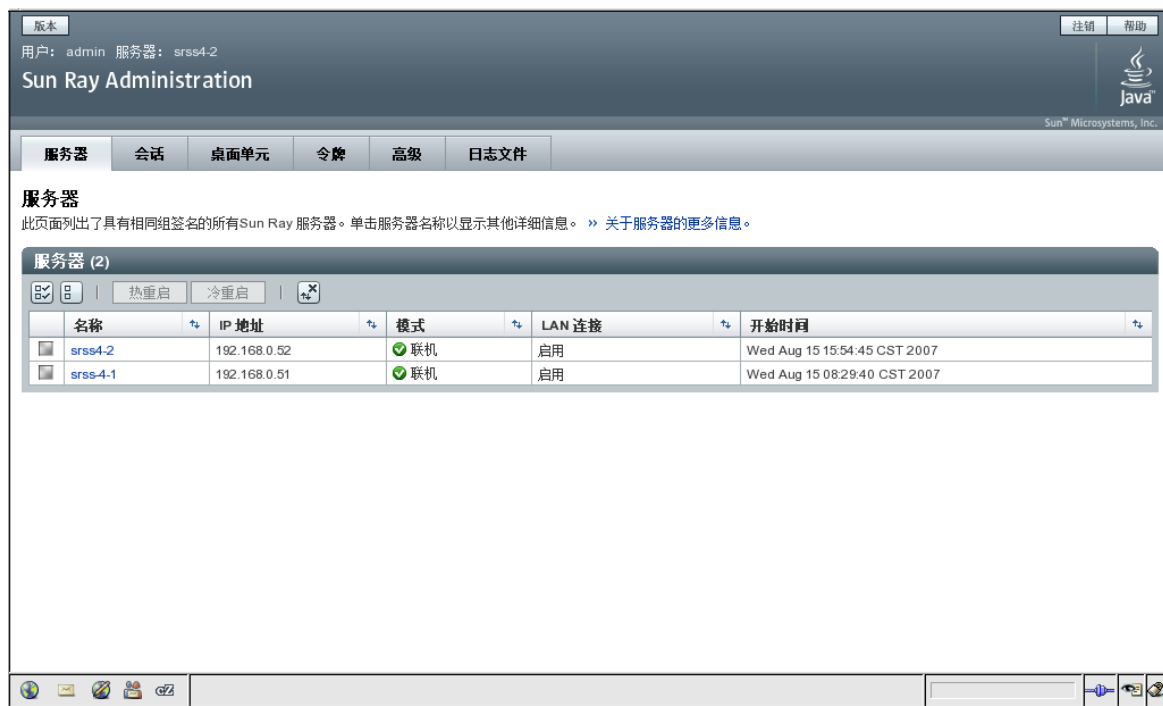 版本
注销 帮助
用户： admin 服务器： srss4-2
Sun Ray Administration
Java™
Sun™ Microsystems, Inc.
服务器 会话 桌面单元 令牌 高级 日志文件
服务器
此页面列出了具有相同组签名的所有Sun Ray 服务器。单击服务器名称以显示其他详细信息。 » 关于服务器的更多信息。
服务器 (2)
热重启 冷重启
名称 IP 地址 模式 LAN 连接 开始时间
srss4-2 192.168.0.52 联机 启用 Wed Aug 15 15:54:45 CST 2007
srss-4-1 192.168.0.51 联机 启用 Wed Aug 15 08:29:40 CST 2007